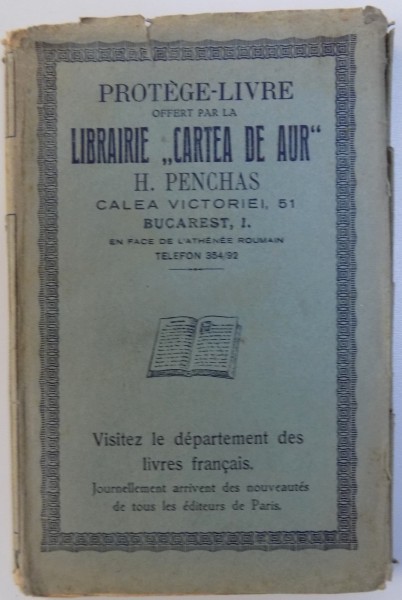 PROTÈGE-LIVRE
OFFERT PAR LA
LIBRAIRIE „CARTEA DE AUR“
H. PENCHAS
CALEA VICTORIEI, 51
BUCAREST, I.
EN FACE DE L'ATHÉNÉE ROUMAIN
TELEFON 354/92
Visitez le département des
livres français.
Journellement arrivent des nouveautés
de tous les éditeurs de Paris.